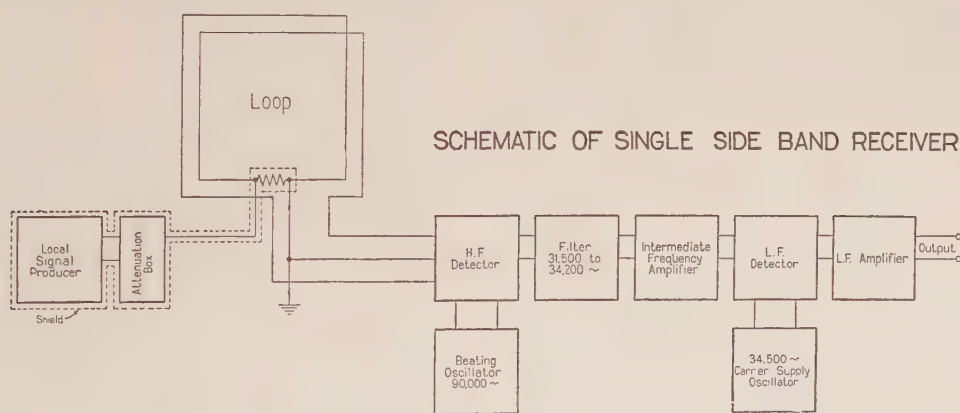 Loop
SCHEMATIC OF SINGLE SIDE BAND RECEIVER
Local
Signal
Producer
Attenuation
Box
Shield
H.F
Detector
Filter
31,500 to
34,200 ~
Intermediate
Frequency
Amplifier
L.F.
Detector
L.F. Amplifier
Output
Beating
Oscillator
90,000 ~
34,500 ~
Carrier Supply
Oscillator